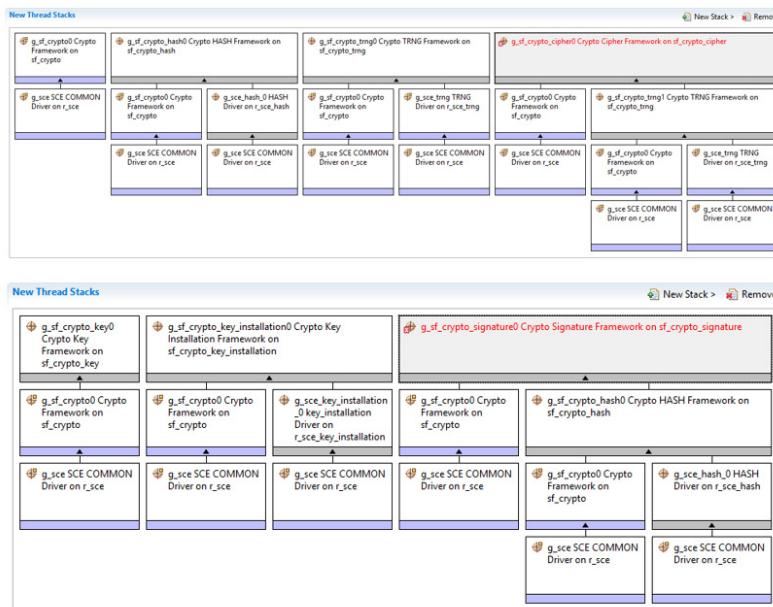 New Thread Stacks
New Stack >
Remov
g_sf_crypto0 Crypto
Framework on
sf_crypto
g_sf_crypto_hash0 Crypto HASH Framework on
sf_crypto_hash
g_sf_crypto_trng0 Crypto TRNG Framework on
sf_crypto_trng
g_sf_crypto_cipher0 Crypto Cipher Framework on sf_crypto_cipher
g_sce SCE COMMON
Driver on r_sce
g_sf_crypto0 Crypto
Framework on
sf_crypto
g_sce_hash_0 HASH
Driver on r_sce_hash
g_sf_crypto0 Crypto
Framework on
sf_crypto
g_sce_trng TRNG
Driver on r_sce_trng
g_sf_crypto0 Crypto
Framework on
sf_crypto
g_sf_crypto_trng1 Crypto TRNG Framework on
sf_crypto_trng
g_sce SCE COMMON
Driver on r_sce
g_sce SCE COMMON
Driver on r_sce
g_sce SCE COMMON
Driver on r_sce
g_sce SCE COMMON
Driver on r_sce
g_sce SCE COMMON
Driver on r_sce
g_sf_crypto0 Crypto
Framework on
sf_crypto
g_sce_trng TRNG
Driver on r_sce_trng
g_sce SCE COMMON
Driver on r_sce
g_sce SCE COMMON
Driver on r_sce
New Thread Stacks
New Stack >
Remov
g_sf_crypto_key0
Crypto Key
Framework on
sf_crypto_key
g_sf_crypto_key_installation0 Crypto Key
Installation Framework on
sf_crypto_key_installation
g_sf_crypto_signature0 Crypto Signature Framework on sf_crypto_signature
g_sf_crypto0 Crypto
Framework on
sf_crypto
g_sf_crypto0 Crypto
Framework on
sf_crypto
g_sce_key_installation
_0 key_installation
Driver on
r_sce_key_installation
g_sf_crypto0 Crypto
Framework on
sf_crypto
g_sf_crypto_hash0 Crypto HASH Framework on
sf_crypto_hash
g_sce SCE COMMON
Driver on r_sce
g_sce SCE COMMON
Driver on r_sce
g_sce SCE COMMON
Driver on r_sce
g_sce SCE COMMON
Driver on r_sce
g_sf_crypto0 Crypto
Framework on
sf_crypto
g_sce_hash_0 HASH
Driver on r_sce_hash
g_sce SCE COMMON
Driver on r_sce
g_sce SCE COMMON
Driver on r_sce